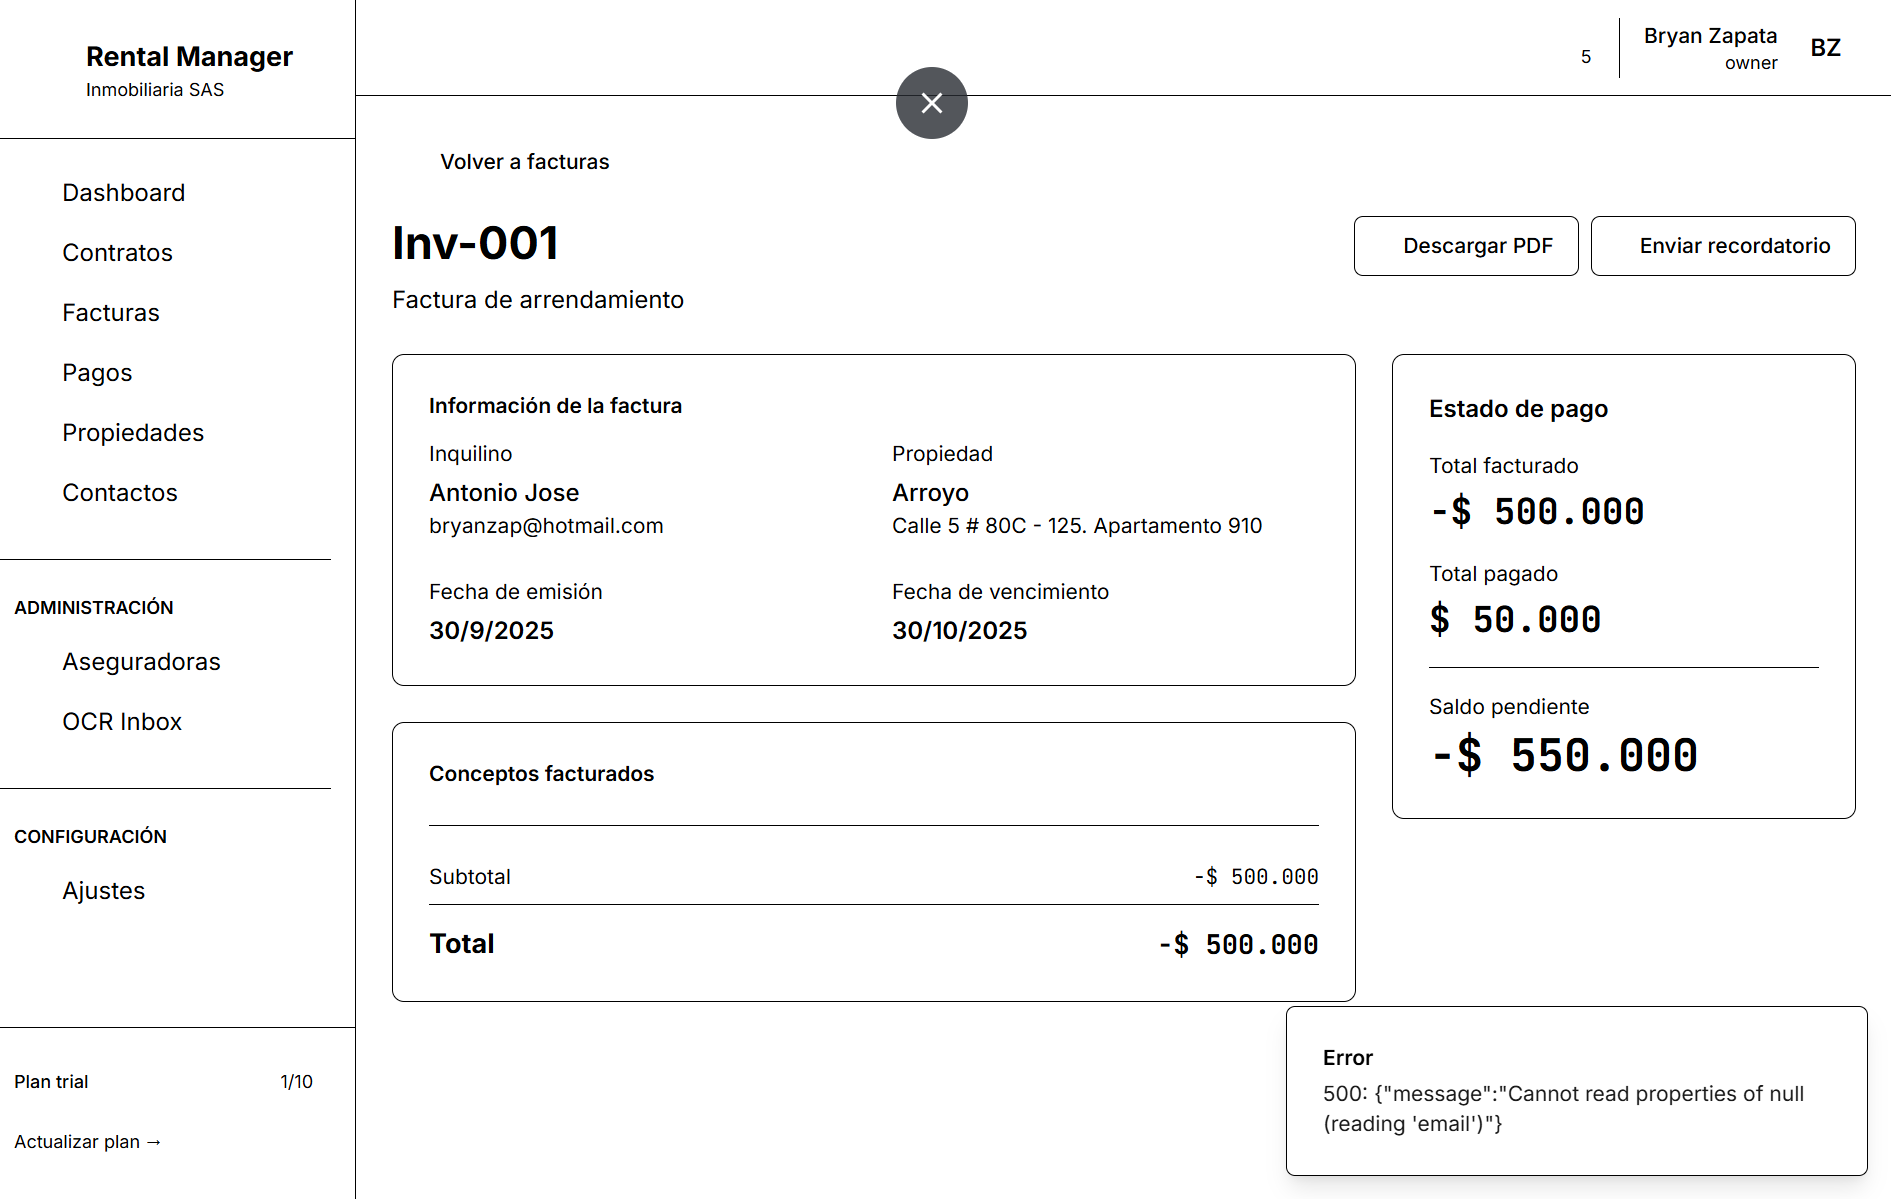 Rental Manager
Inmobiliaria SAS
5
Bryan Zapata
owner
BZ
Dashboard
Contratos
Facturas
Pagos
Propiedades
Contactos
ADMINISTRACIÓN
Aseguradoras
OCR Inbox
CONFIGURACIÓN
Ajustes
Plan trial 1/10
Actualizar plan →
Volver a facturas
Inv-001
Factura de arrendamiento
Descargar PDF
Enviar recordatorio
Información de la factura
Inquilino
Antonio Jose
bryanzap@hotmail.com
Propiedad
Arroyo
Calle 5 # 80C - 125. Apartamento 910
Fecha de emisión
30/9/2025
Fecha de vencimiento
30/10/2025
Conceptos facturados
Subtotal -$ 500.000
Total -$ 500.000
Estado de pago
Total facturado
-$ 500.000
Total pagado
$ 50.000
Saldo pendiente
-$ 550.000
Error
500: {"message":"Cannot read properties of null
(reading 'email')"}